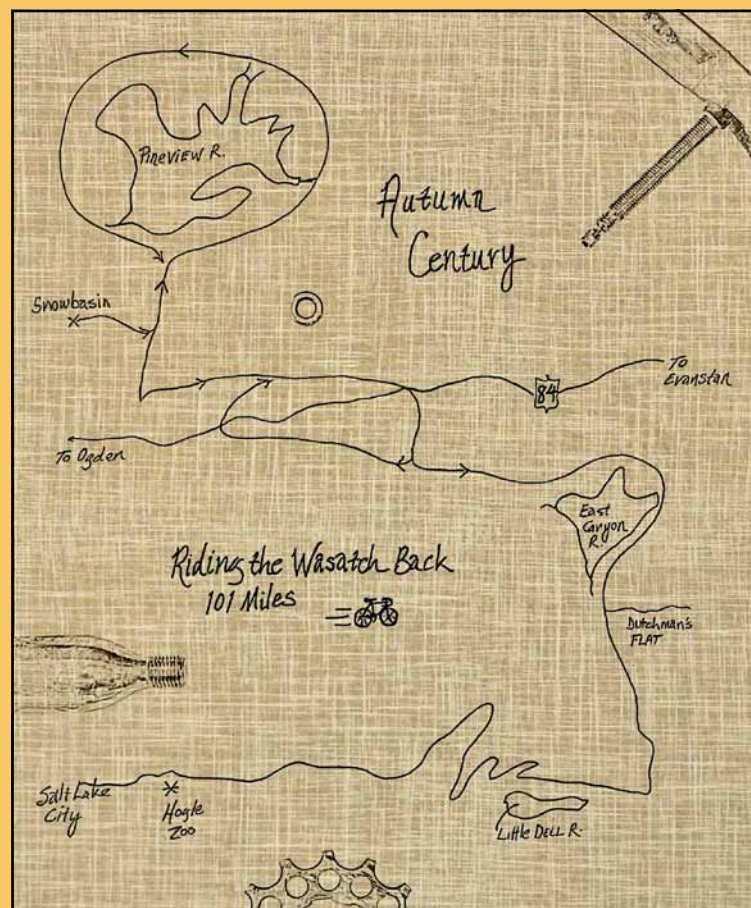 Pineview R.
Autumn
Century
Snowbasin
To
Evanstan
84
To Ogden
East
Canyon
R.
Riding the Wasatch Back
101 Miles
Dutchman's
FLAT
Salt Lake
City
Hogle
Zoo
Little Dell R.